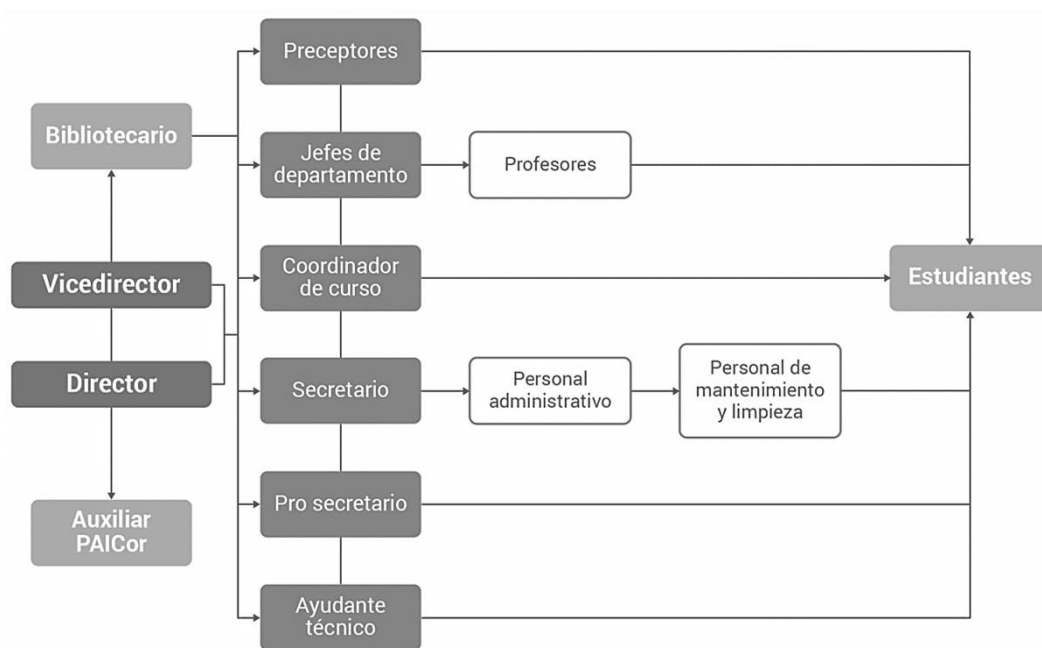 Preceptores
Bibliotecario
Jefes de
departamento
Profesores
Vicedirector
Coordinador
de curso
Estudiantes
Director
Secretario
Personal
administrativo
Personal de
mantenimiento
y limpieza
Pro secretario
Auxiliar
PAICor
Ayudante
técnico